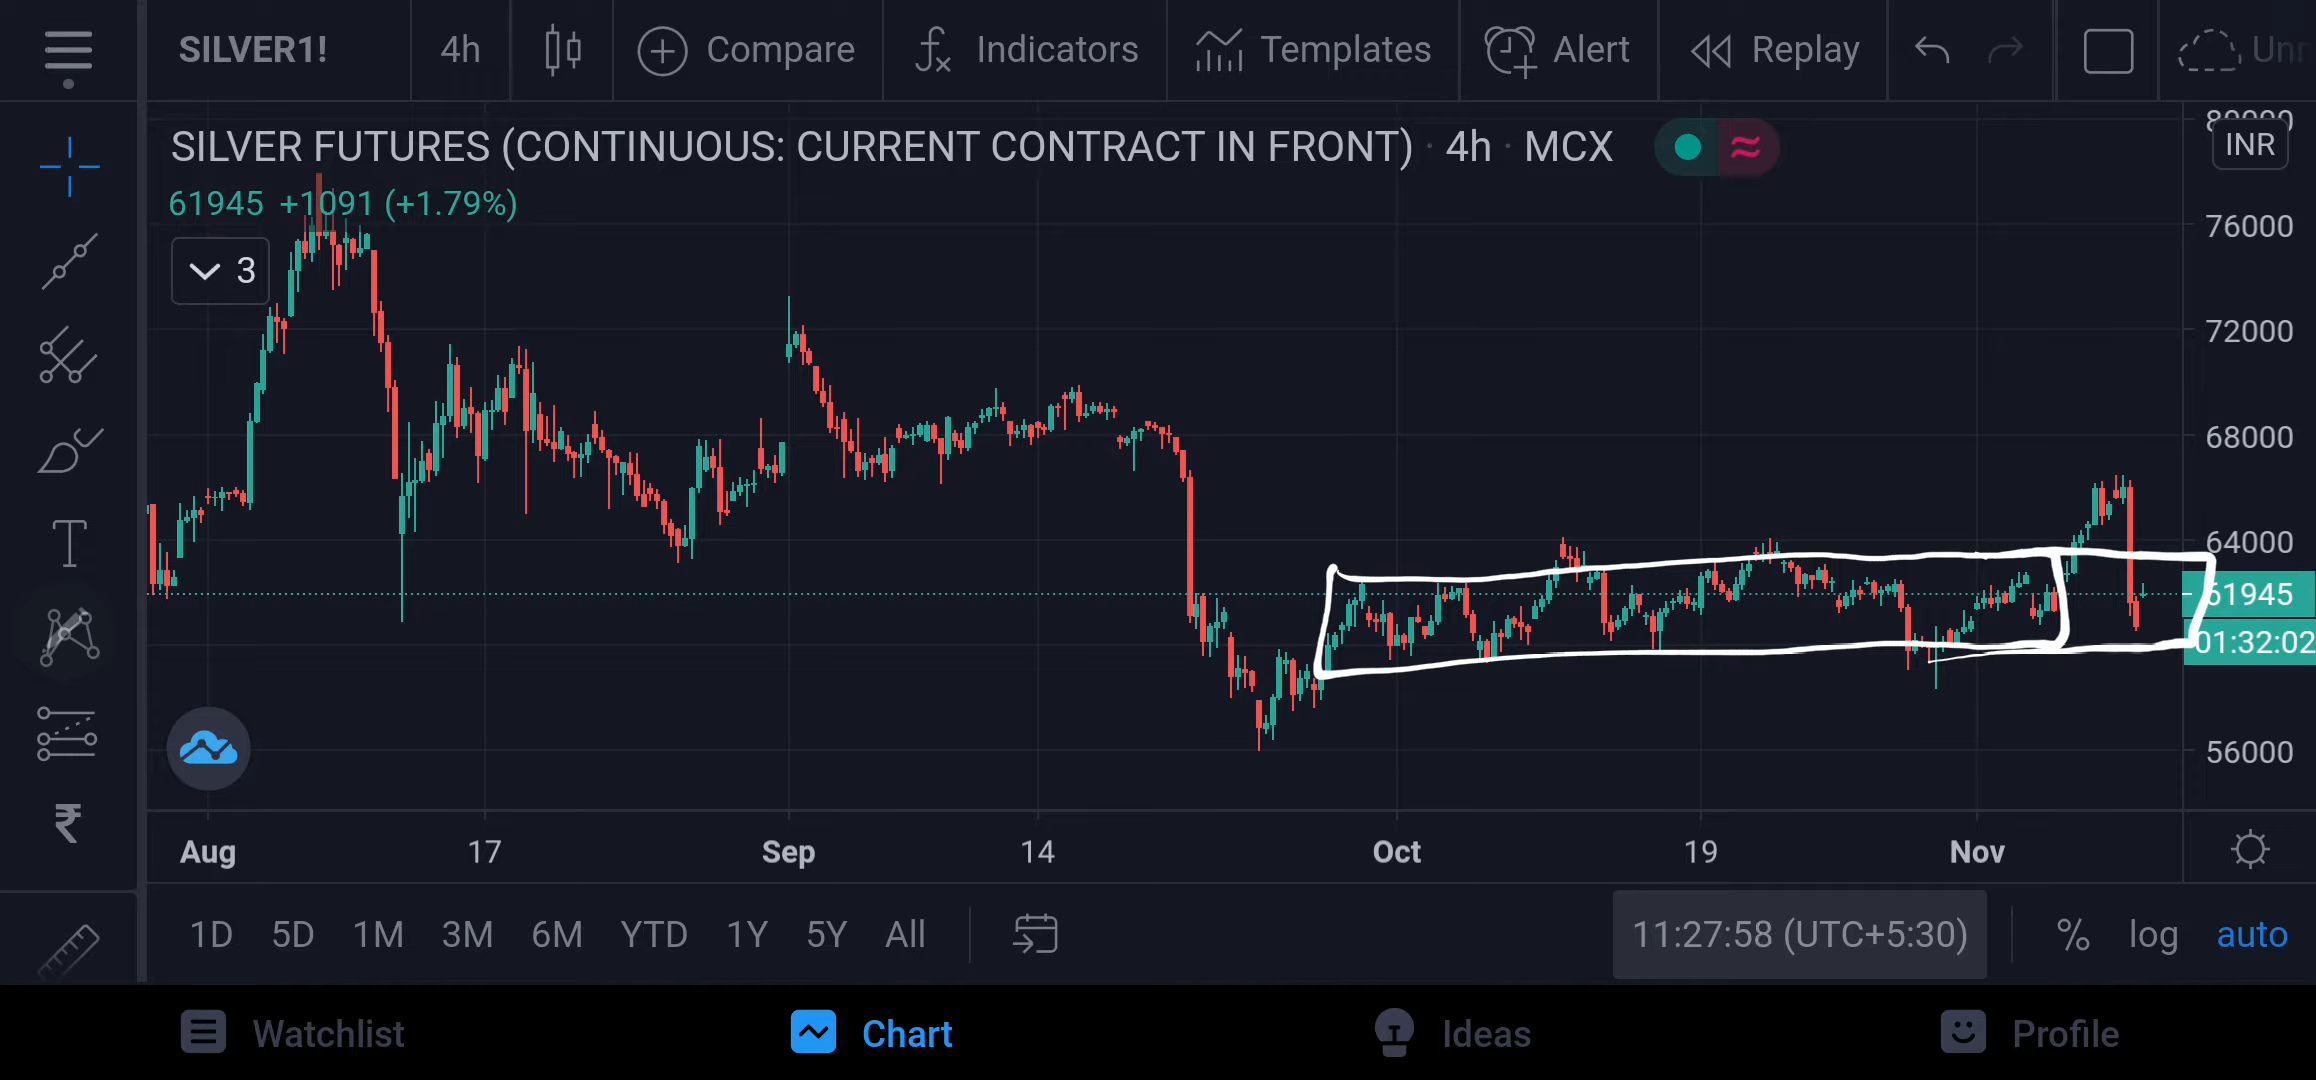 SILVER1! 4h Compare Indicators Templates Alert Replay
SILVER FUTURES (CONTINUOUS: CURRENT CONTRACT IN FRONT) · 4h · MCX
INR
61945 +1091 (+1.79%)
3
80000
76000
72000
68000
64000
61945
01:32:02
56000
Aug 17 Sep 14 Oct 19 Nov
1D 5D 1M 3M 6M YTD 1Y 5Y All 11:27:58 (UTC+5:30) % log auto
Watchlist Chart Ideas Profile